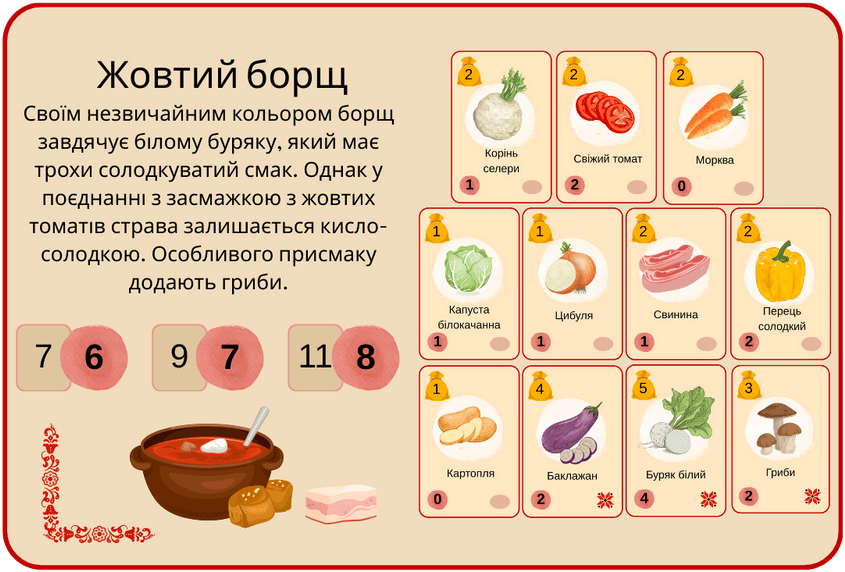 Жовтий борщ
Своїм незвичайним кольором борщ
завдячує білому буряку, який має
трохи солодкуватий смак. Однак у
поєднанні з засмажкою з жовтих
томатів страва залишається кисло-
солодкою. Особливого присмаку
додають гриби.
7 6
9 7
11 8
2
Корінь
селери
1
2
Свіжий томат
2
2
Морква
0
1
Капуста
білокачанна
1
1
Цибуля
1
2
Свинина
1
2
Перець
солодкий
2
1
Картопля
0
4
Баклажан
2
5
Буряк білий
4
3
Гриби
2